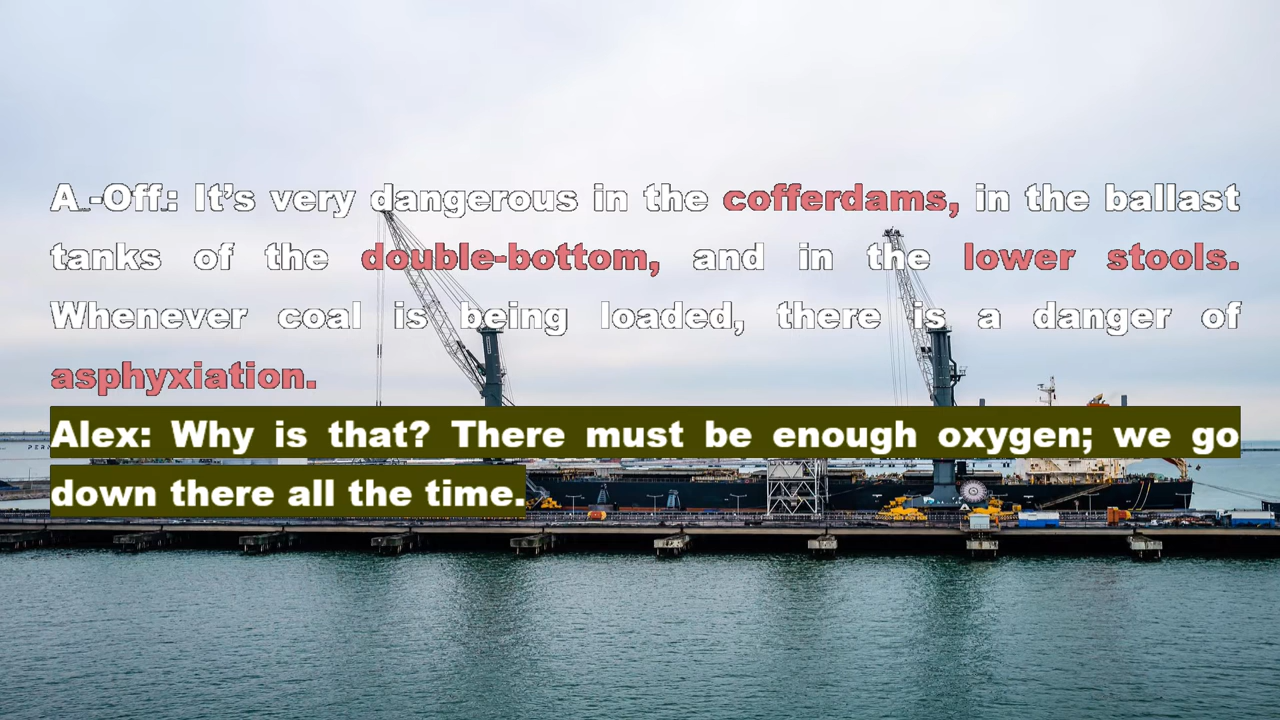 A.-Off.: It’s very dangerous in the cofferdams, in the ballast
tanks of the double-bottom, and in the lower stools.
Whenever coal is being loaded, there is a danger of
asphyxiation.
Alex: Why is that? There must be enough oxygen; we go
down there all the time.